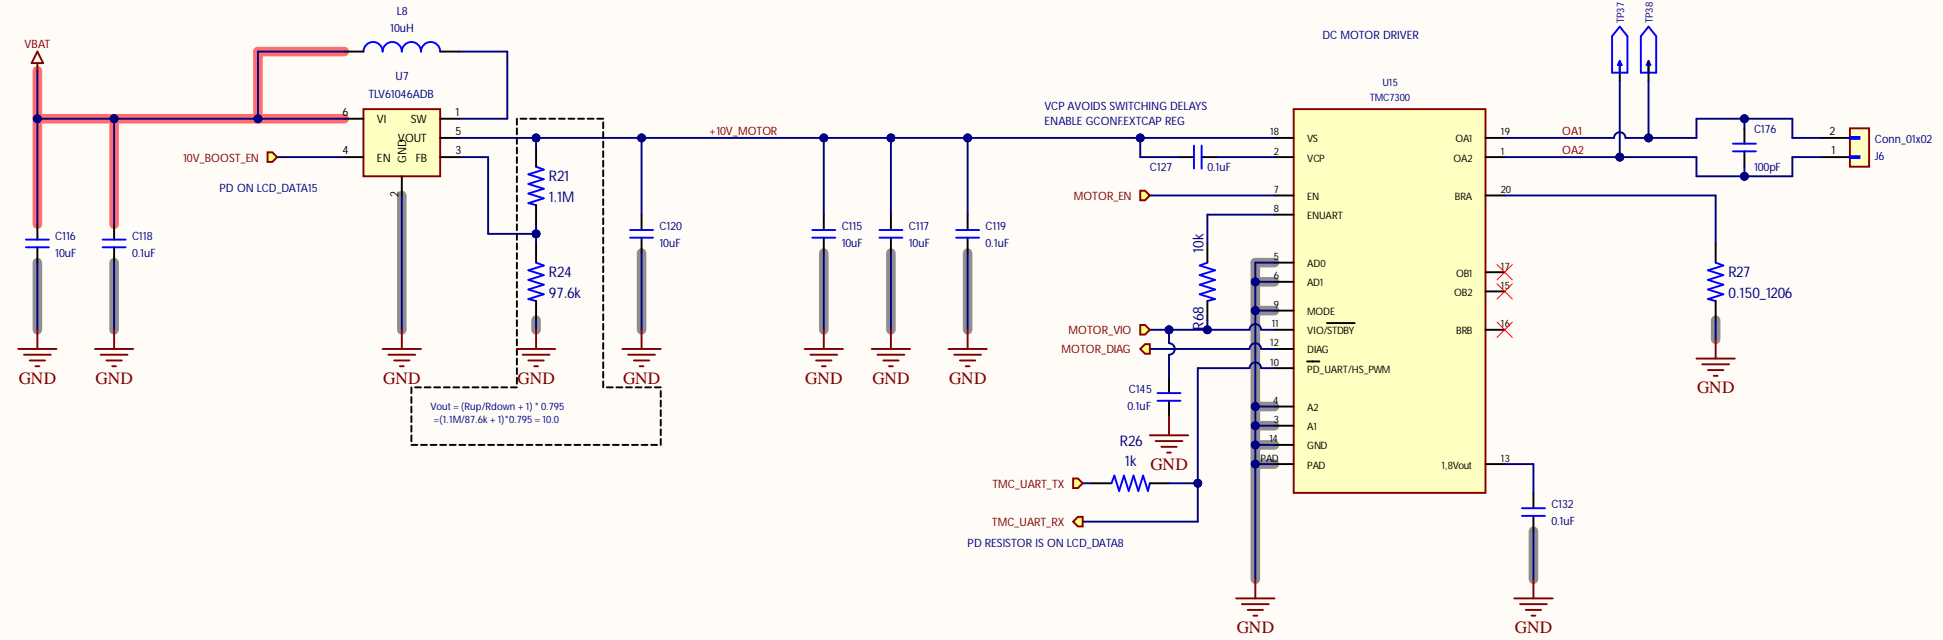 L8
10uH
VBAT
U7
TLV61046ADB
6
VI
SW
1
VOUT
5
10V_BOOST_EN
4
EN
GND
FB
3
2
PD ON LCD_DATA15
C116
10uF
C118
0.1uF
R21
1.1M
R24
97.6k
C120
10uF
+10V_MOTOR
C115
10uF
C117
10uF
C119
0.1uF
GND
GND
GND
GND
GND
GND
GND
GND
Vout = (Rup/Rdown + 1) * 0.795
=(1.1M/87.6k + 1)*0.795 = 10.0
DC MOTOR DRIVER
VCP AVOIDS SWITCHING DELAYS
ENABLE GCONF.EXTCAP REG
C127
0.1uF
MOTOR_EN
10k
R68
MOTOR_VIO
MOTOR_DIAG
C145
0.1uF
GND
R26
1k
TMC_UART_TX
TMC_UART_RX
PD RESISTOR IS ON LCD_DATA8
U15
TMC7300
18
VS
2
VCP
7
EN
8
ENUART
5
AD0
6
AD1
9
MODE
11
VIO/STDBY
12
DIAG
10
PD_UART/HS_PWM
4
A2
3
A1
14
GND
PAD
PAD
GND
OA1
19
OA1
OA2
1
OA2
BRA
20
OB1
17
OB2
15
BRB
16
1,8Vout
13
TP37
TP38
C176
100pF
2
1
Conn_01x02
J6
R27
0.150_1206
GND
C132
0.1uF
GND